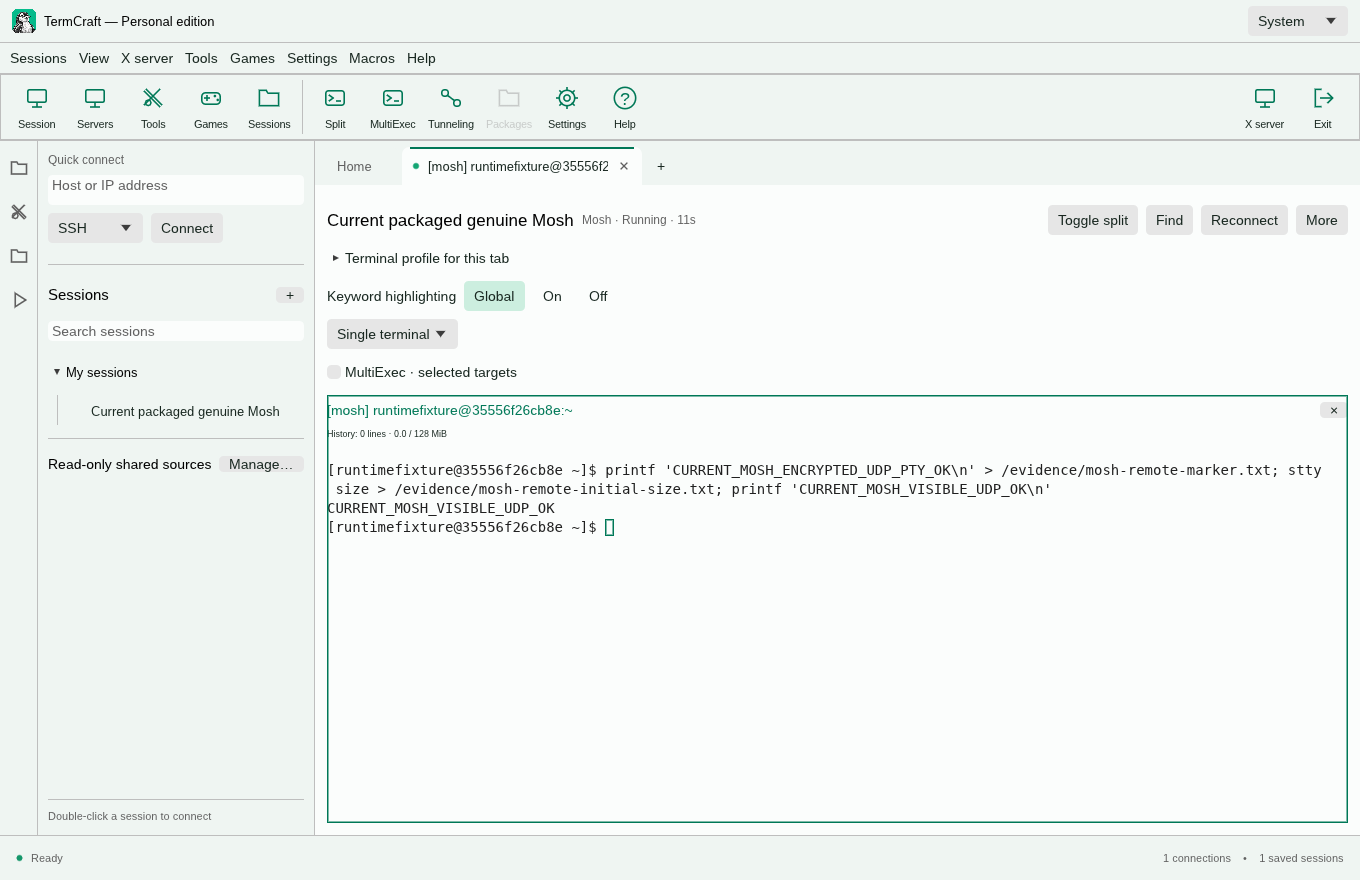 TermCraft — Personal edition
System
Sessions View X server Tools Games Settings Macros Help
Session Servers Tools Games Sessions Split MultiExec Tunneling Packages Settings Help X server Exit
Quick connect
Host or IP address
SSH Connect
Sessions +
Search sessions
My sessions
Current packaged genuine Mosh
Read-only shared sources Manage…
Double-click a session to connect
Home [mosh] runtimefixture@35556f2 ✕ +
Current packaged genuine Mosh Mosh · Running · 11s Toggle split Find Reconnect More
Terminal profile for this tab
Keyword highlighting Global On Off
Single terminal
MultiExec · selected targets
[mosh] runtimefixture@35556f26cb8e:~ ✕
History: 0 lines · 0.0 / 128 MiB
[runtimefixture@35556f26cb8e ~]$ printf 'CURRENT_MOSH_ENCRYPTED_UDP_PTY_OK\n' > /evidence/mosh-remote-marker.txt; stty
size > /evidence/mosh-remote-initial-size.txt; printf 'CURRENT_MOSH_VISIBLE_UDP_OK\n'
CURRENT_MOSH_VISIBLE_UDP_OK
[runtimefixture@35556f26cb8e ~]$
Ready 1 connections • 1 saved sessions